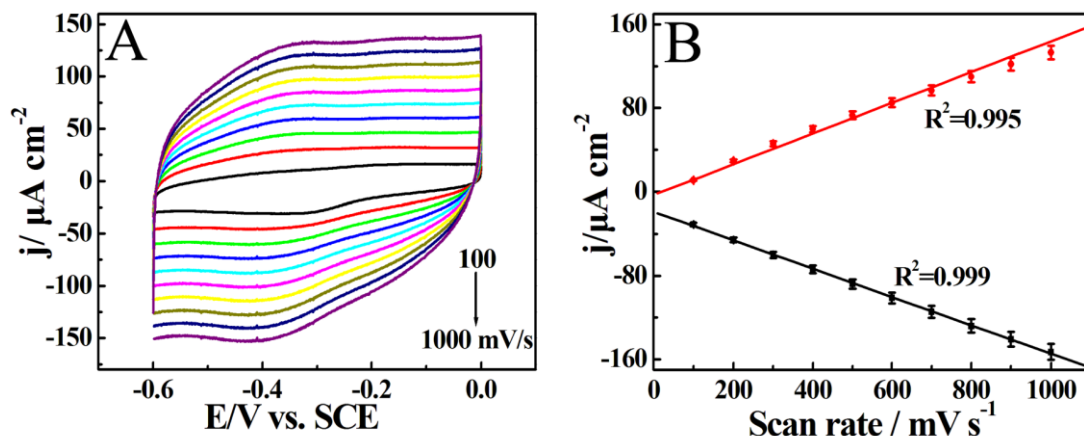 A
150
100
50
0
-50
-100
-150
j/ μA cm⁻²
100
1000 mV/s
-0.6
-0.4
-0.2
0.0
E/V vs. SCE
B
160
80
0
-80
-160
j/μA cm⁻²
R²=0.995
R²=0.999
0
200
400
600
800
1000
Scan rate / mV s⁻¹